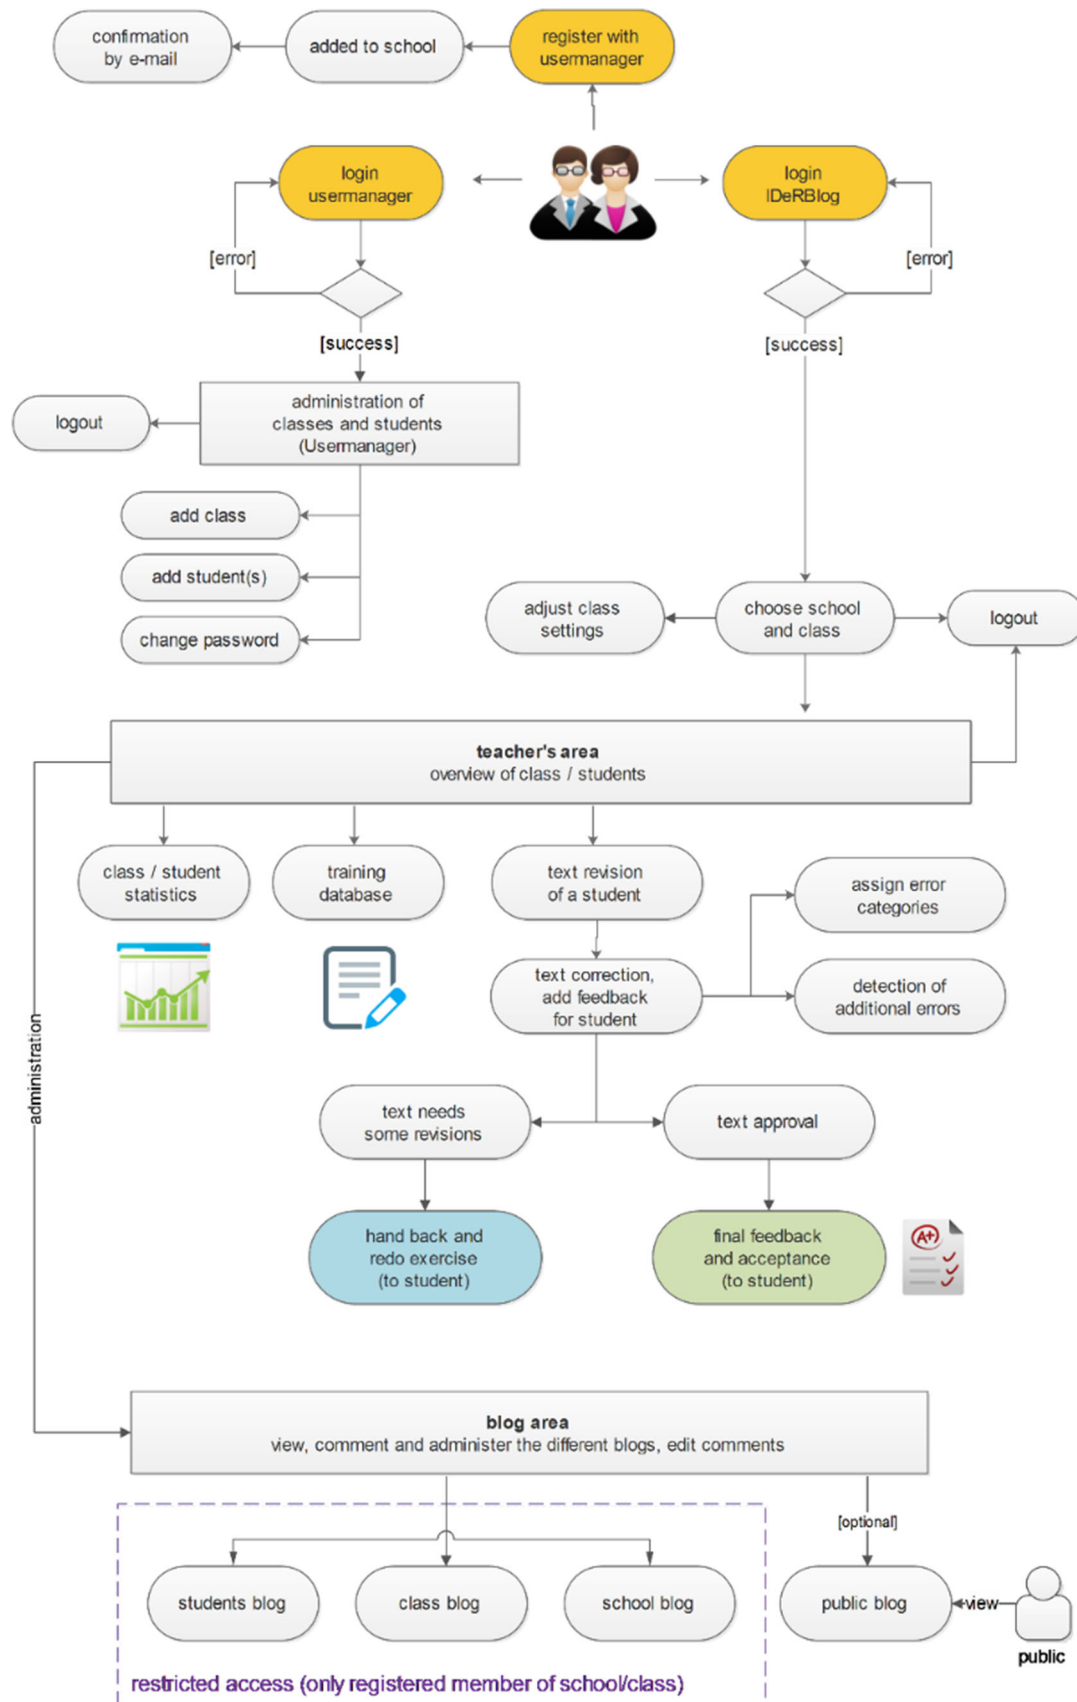 confirmation
by e-mail
added to school
register with
usermanager
login
usermanager
login
IDeRBlog
[error]
[error]
[success]
[success]
administration of
classes and students
(Usermanager)
logout
add class
add student(s)
change password
adjust class
settings
choose school
and class
logout
teacher's area
overview of class / students
class / student
statistics
training
database
text revision
of a student
assign error
categories
text correction,
add feedback
for student
detection of
additional errors
administration
text needs
some revisions
text approval
hand back and
redo exercise
(to student)
final feedback
and acceptance
(to student)
A+
blog area
view, comment and administer the different blogs, edit comments
[optional]
students blog
class blog
school blog
public blog
view
public
restricted access (only registered member of school/class)